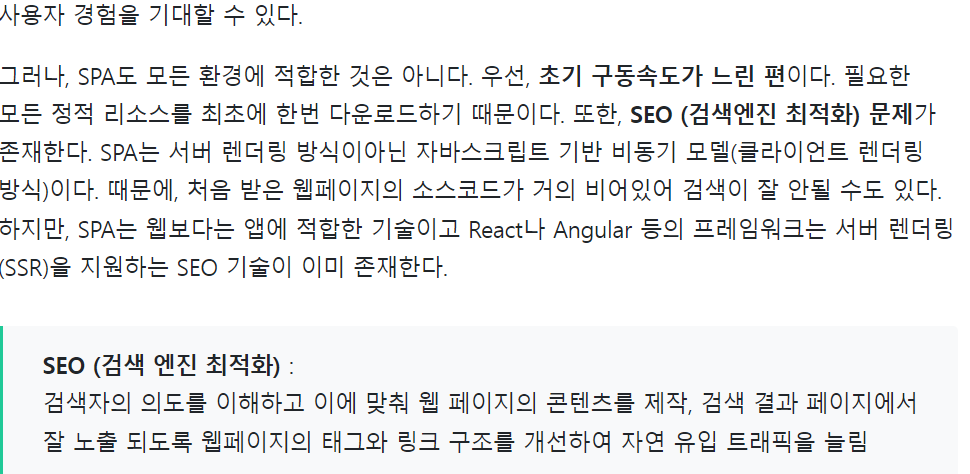 사용자 경험을 기대할 수 있다.
그러나, SPA도 모든 환경에 적합한 것은 아니다. 우선, 초기 구동속도가 느린 편이다. 필요한
모든 정적 리소스를 최초에 한번 다운로드하기 때문이다. 또한, SEO (검색엔진 최적화) 문제가
존재한다. SPA는 서버 렌더링 방식이아닌 자바스크립트 기반 비동기 모델(클라이언트 렌더링
방식)이다. 때문에, 처음 받은 웹페이지의 소스코드가 거의 비어있어 검색이 잘 안될 수도 있다.
하지만, SPA는 웹보다는 앱에 적합한 기술이고 React나 Angular 등의 프레임워크는 서버 렌더링
(SSR)을 지원하는 SEO 기술이 이미 존재한다.
SEO (검색 엔진 최적화) :
검색자의 의도를 이해하고 이에 맞춰 웹 페이지의 콘텐츠를 제작, 검색 결과 페이지에서
잘 노출 되도록 웹페이지의 태그와 링크 구조를 개선하여 자연 유입 트래픽을 늘림